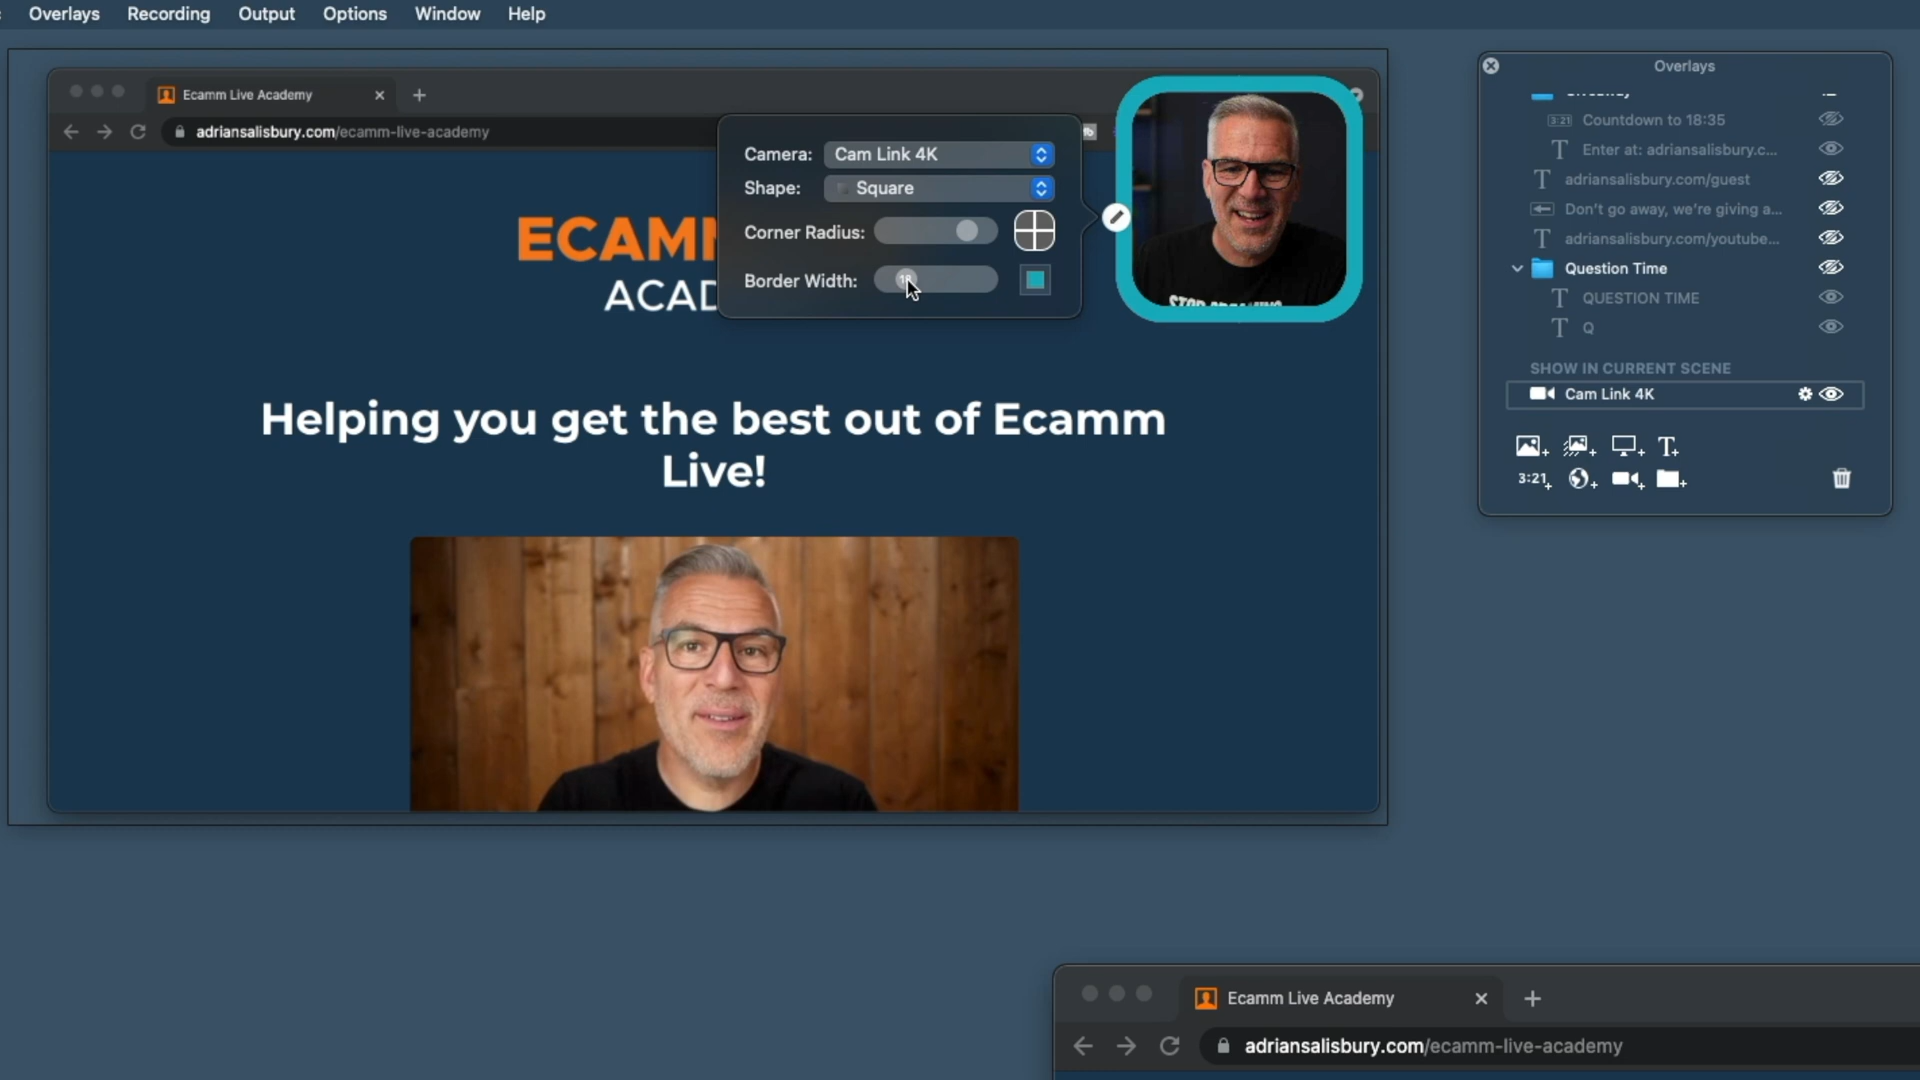 Overlays Recording Output Options Window Help
Ecamm Live Academy
adriansalisbury.com/ecamm-live-academy
ECAMM
ACAD
Helping you get the best out of Ecamm
Live!
Camera: Cam Link 4K
Shape: Square
Corner Radius:
Border Width:
Overlays
3:21 Countdown to 18:35
T Enter at: adriansalisbury.c...
T adriansalisbury.com/guest
Don't go away, we're giving a...
T adriansalisbury.com/youtube...
Question Time
T QUESTION TIME
T Q
SHOW IN CURRENT SCENE
Cam Link 4K
T+
3:21+
Ecamm Live Academy
adriansalisbury.com/ecamm-live-academy